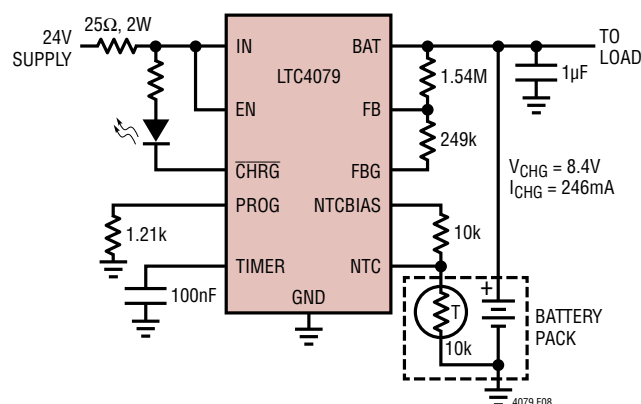 24V
SUPPLY
25Ω, 2W
IN
BAT
TO
LOAD
LTC4079
1.54M
1µF
EN
FB
249k
CHRG
FBG
VCHG = 8.4V
ICHG = 246mA
PROG
NTCBIAS
1.21k
10k
TIMER
NTC
100nF
GND
+
T
BATTERY
PACK
10k
4079 F08